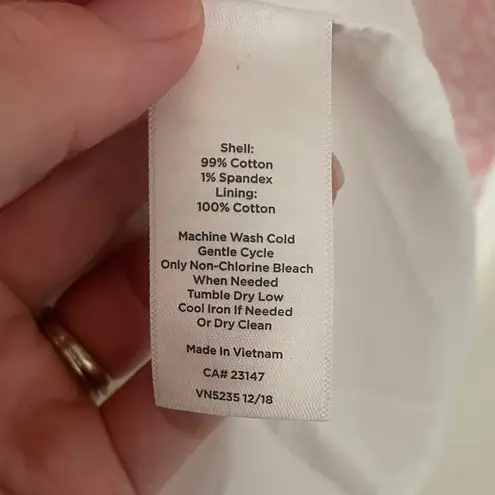 Shell:
99% Cotton
1% Spandex
Lining:
100% Cotton
Machine Wash Cold
Gentle Cycle
Only Non-Chlorine Bleach
When Needed
Tumble Dry Low
Cool Iron If Needed
Or Dry Clean
Made In Vietnam
CA# 23147
VN5235 12/18